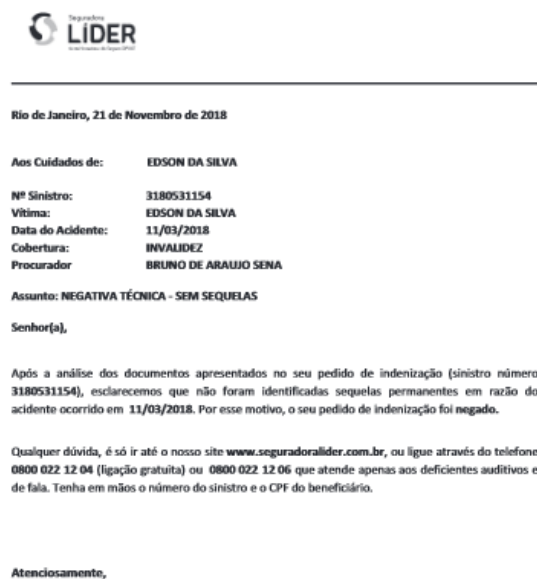 Seguradora
LÍDER
Rio de Janeiro, 21 de Novembro de 2018
Aos Cuidados de: EDSON DA SILVA
Nº Sinistro: 3180531154
Vítima: EDSON DA SILVA
Data do Acidente: 11/03/2018
Cobertura: INVALIDEZ
Procurador BRUNO DE ARAUJO SENA
Assunto: NEGATIVA TÉCNICA - SEM SEQUELAS
Senhor(a),
Após a análise dos documentos apresentados no seu pedido de indenização (sinistro número
3180531154), esclarecemos que não foram identificadas sequelas permanentes em razão do
acidente ocorrido em 11/03/2018. Por esse motivo, o seu pedido de indenização foi negado.
Qualquer dúvida, é só ir até o nosso site www.seguradoralider.com.br, ou ligue através do telefone
0800 022 12 04 (ligação gratuita) ou 0800 022 12 06 que atende apenas aos deficientes auditivos e
de fala. Tenha em mãos o número do sinistro e o CPF do beneficiário.
Atenciosamente,